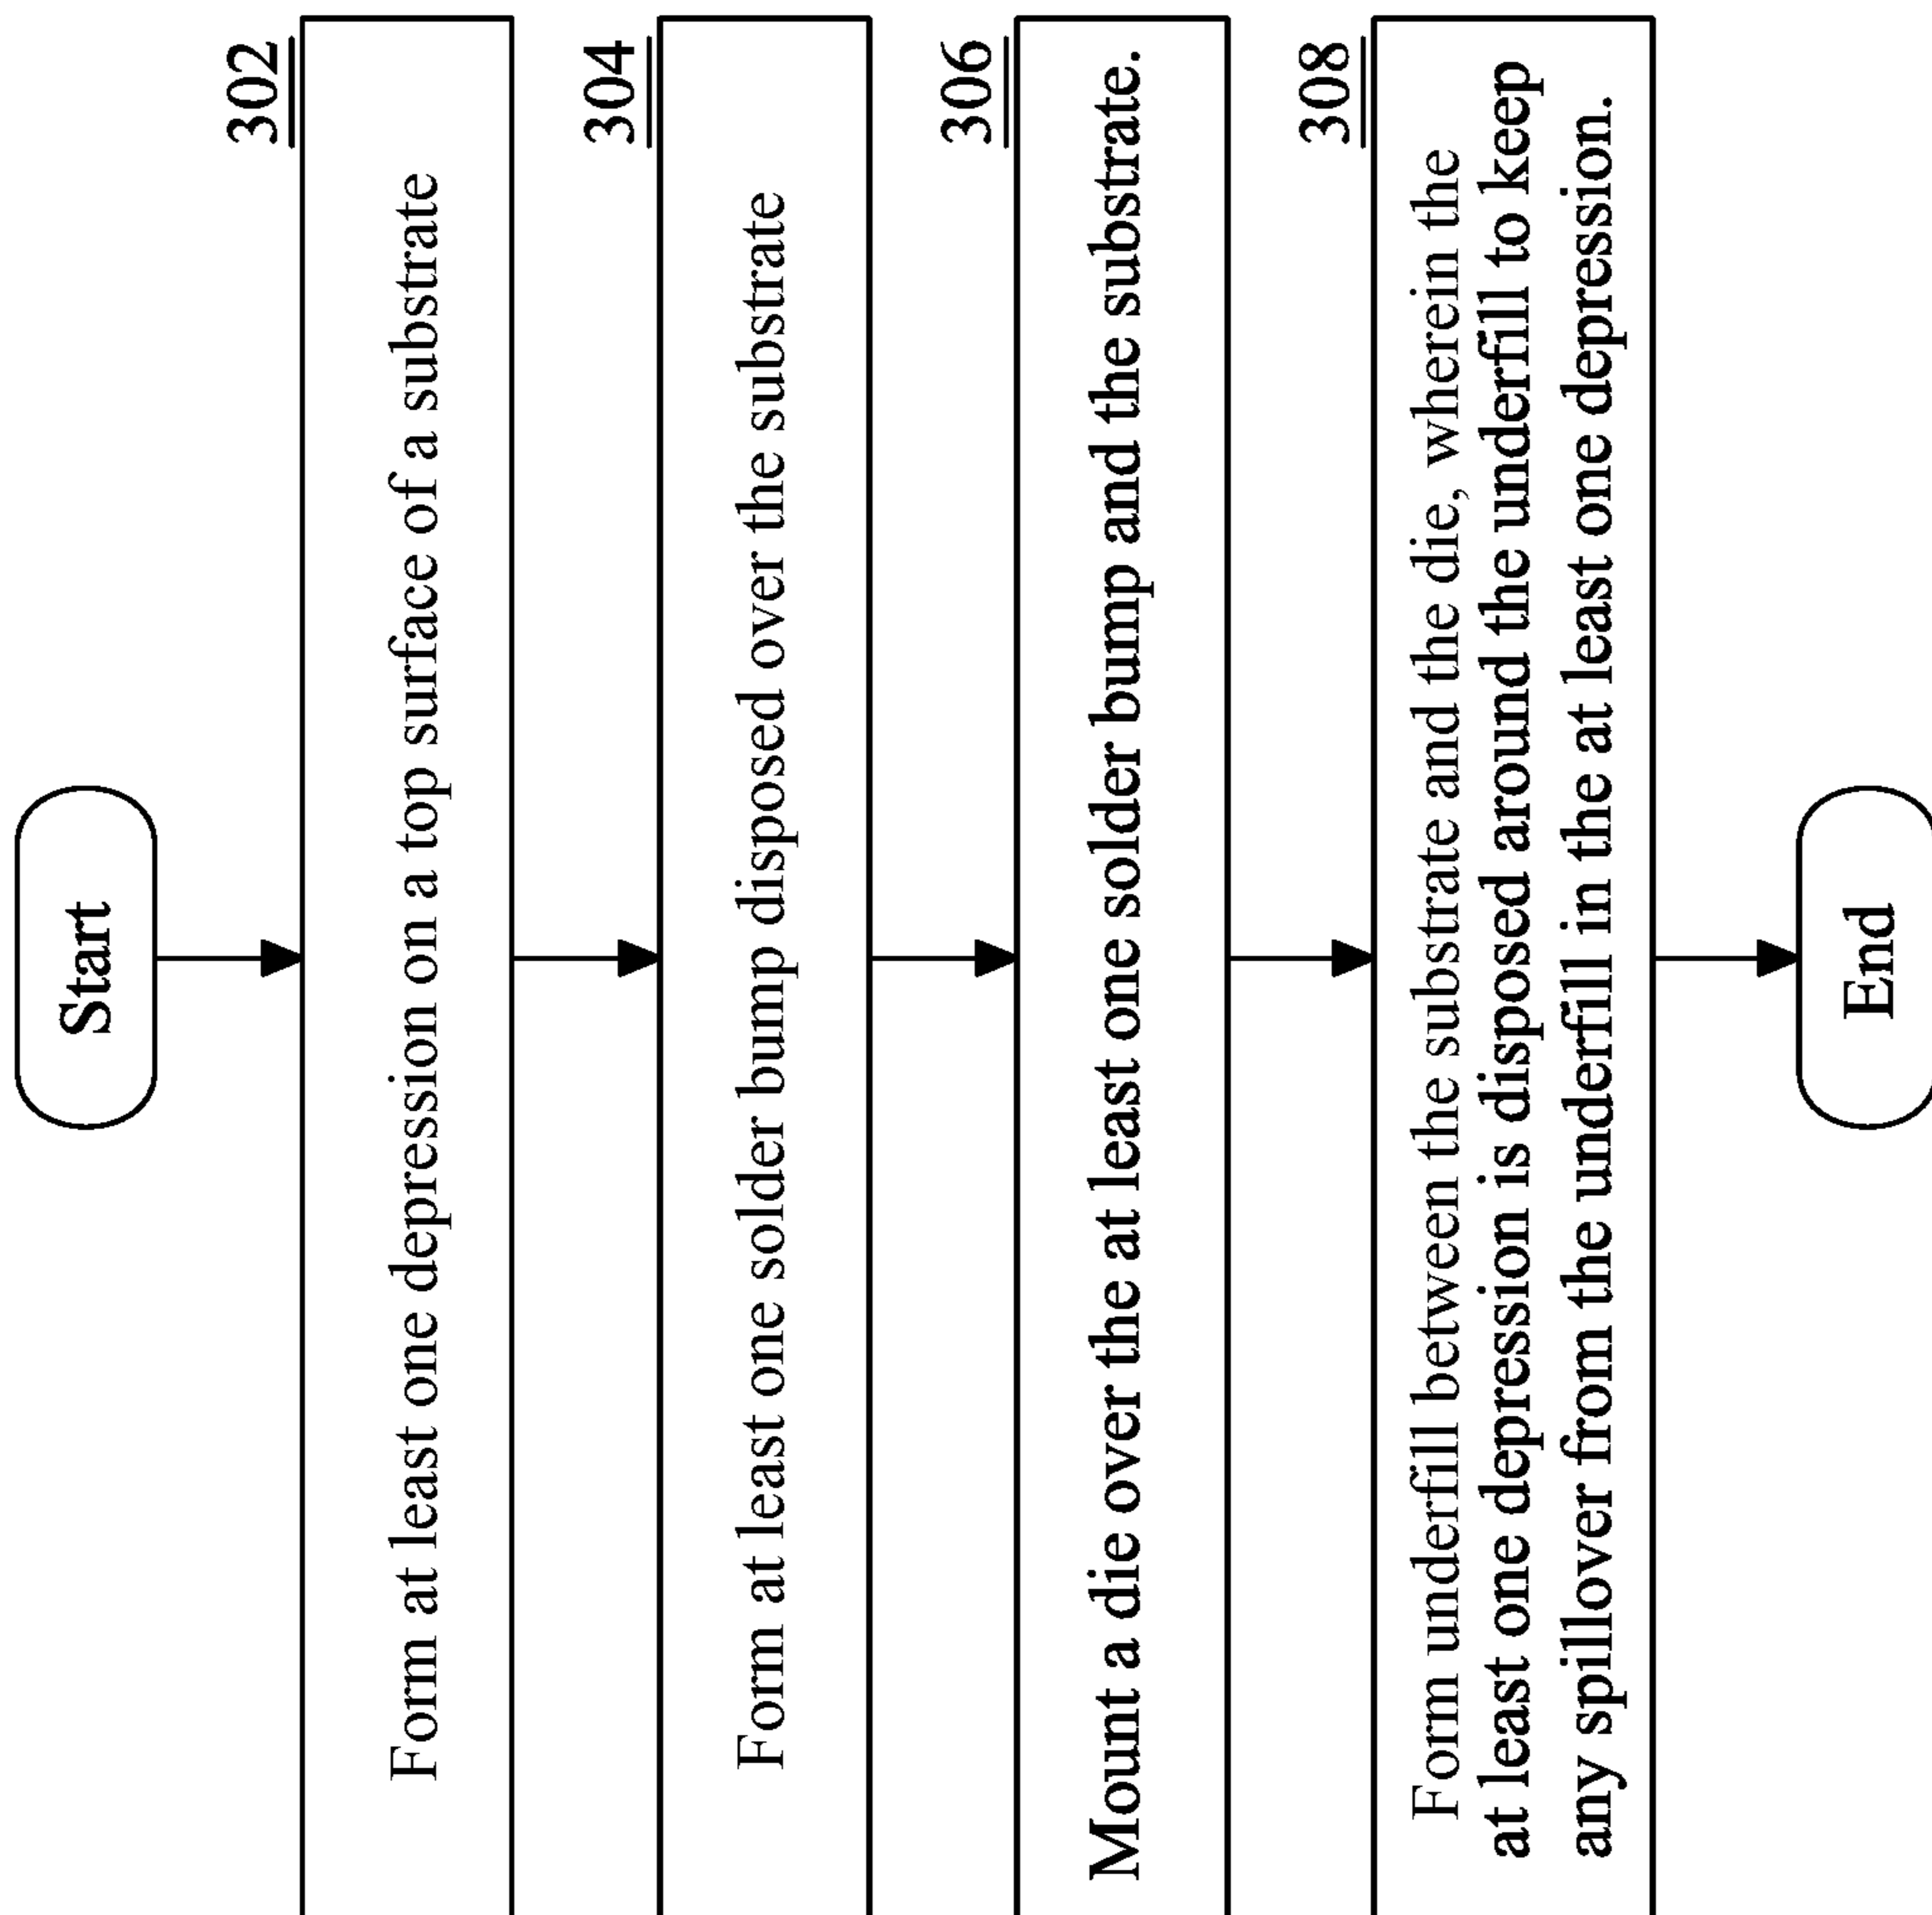 Start
302
Form at least one depression on a top surface of a substrate
304
Form at least one solder bump disposed over the substrate
306
Mount a die over the at least one solder bump and the substrate.
308
Form underfill between the substrate and the die, wherein the
at least one depression is disposed around the underfill to keep
any spillover from the underfill in the at least one depression.
End